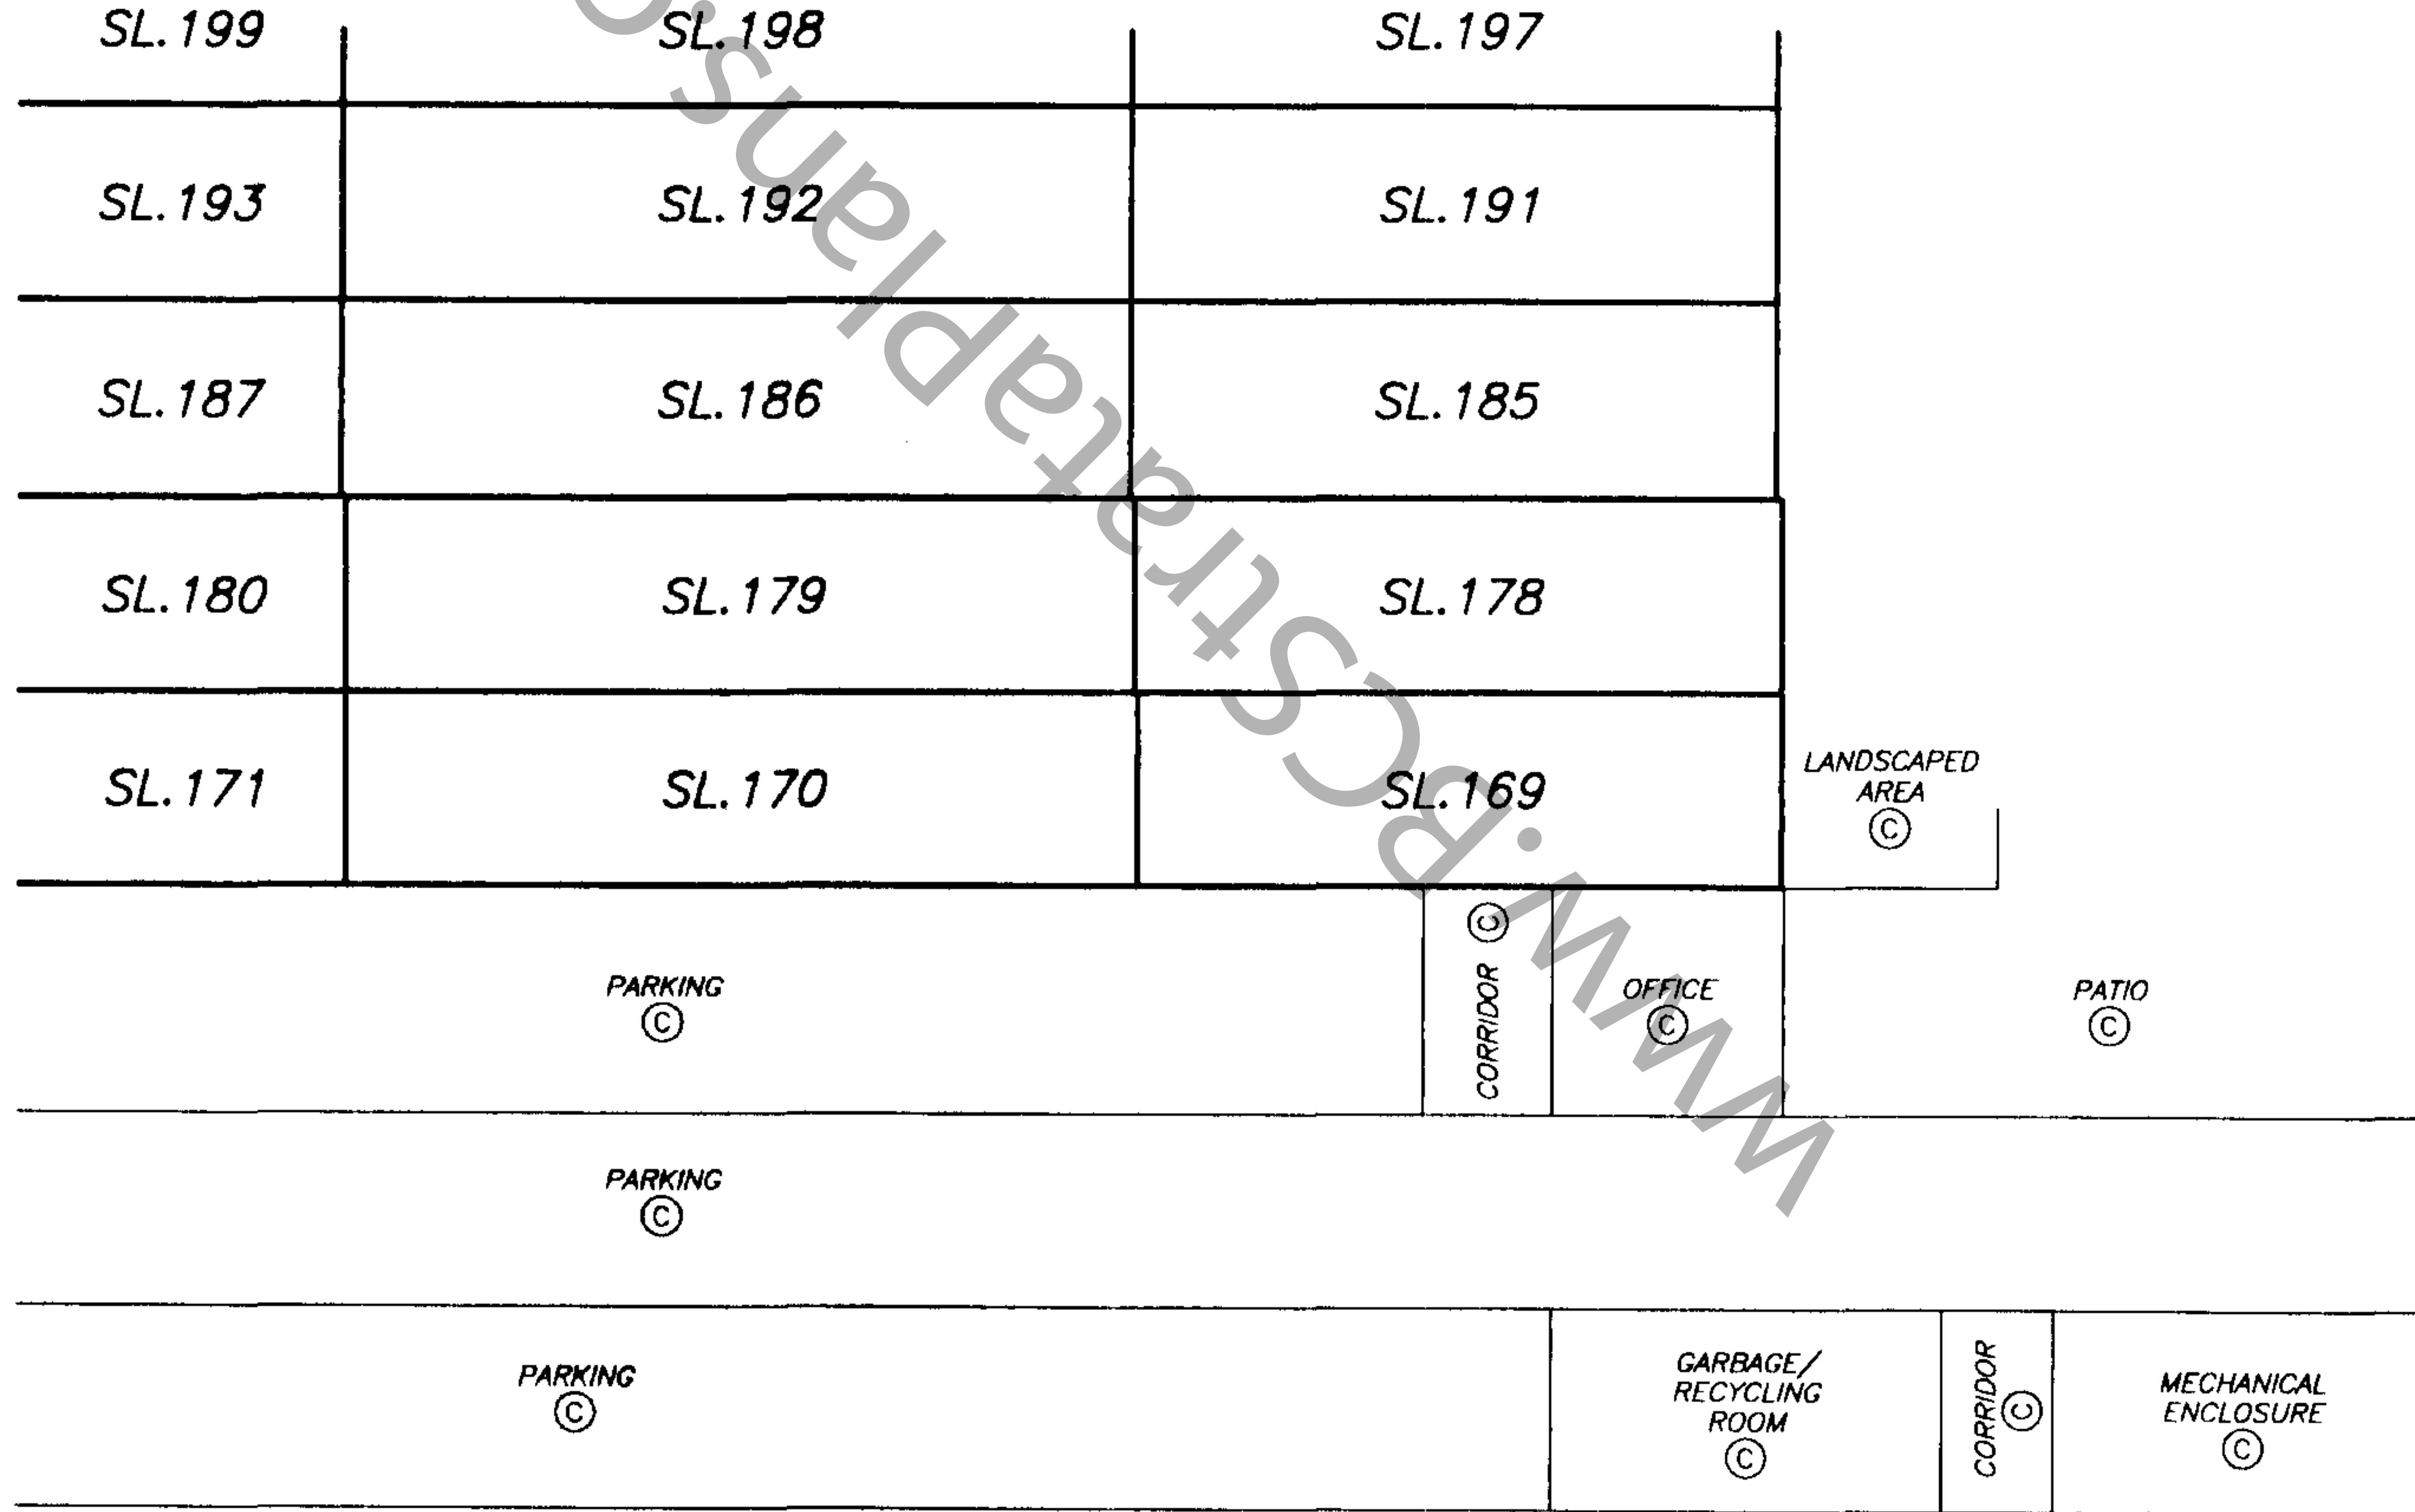 SL.199
SL.198
SL.197
SL.193
SL.192
SL.191
SL.187
SL.186
SL.185
SL.180
SL.179
SL.178
SL.171
SL.170
SL.169
LANDSCAPED
AREA
©
PARKING
©
CORRIDOR ©
OFFICE
©
PATIO
©
PARKING
©
PARKING
©
GARBAGE/
RECYCLING
ROOM
©
CORRIDOR
©
MECHANICAL
ENCLOSURE
©
www.BCStrataPlans.c